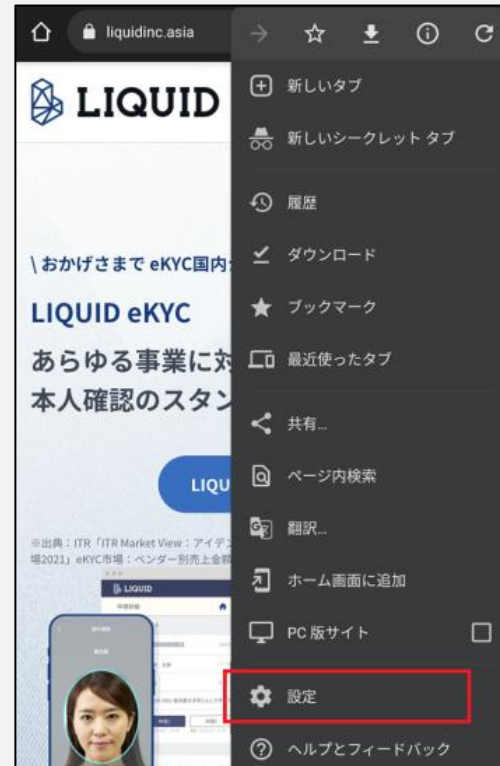 liquidinc.asia
LIQUID
\ おかげさまで eKYC国内
LIQUID eKYC
あらゆる事業に対
本人確認のスタン
LIQU
※出典：ITR「ITR Market View：アイデン
場2021」eKYC市場：ベンダー別売上金額
LIQUID
新しいタブ
新しいシークレット タブ
履歴
ダウンロード
ブックマーク
最近使ったタブ
共有...
ページ内検索
翻訳...
ホーム画面に追加
PC 版サイト
設定
ヘルプとフィードバック